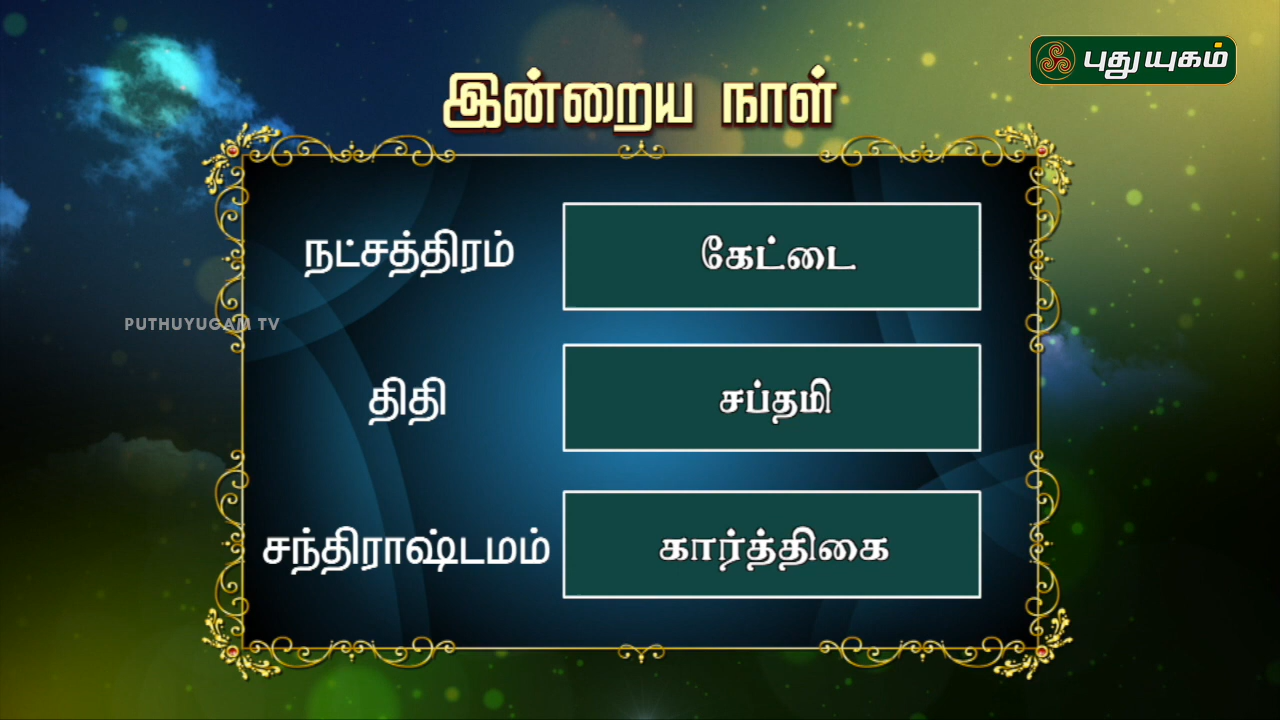 புதுயுகம்
இன்றைய நாள்
நட்சத்திரம் கேட்டை
PUTHUYUGAM TV
திதி சப்தமி
சந்திராஷ்டமம் கார்த்திகை